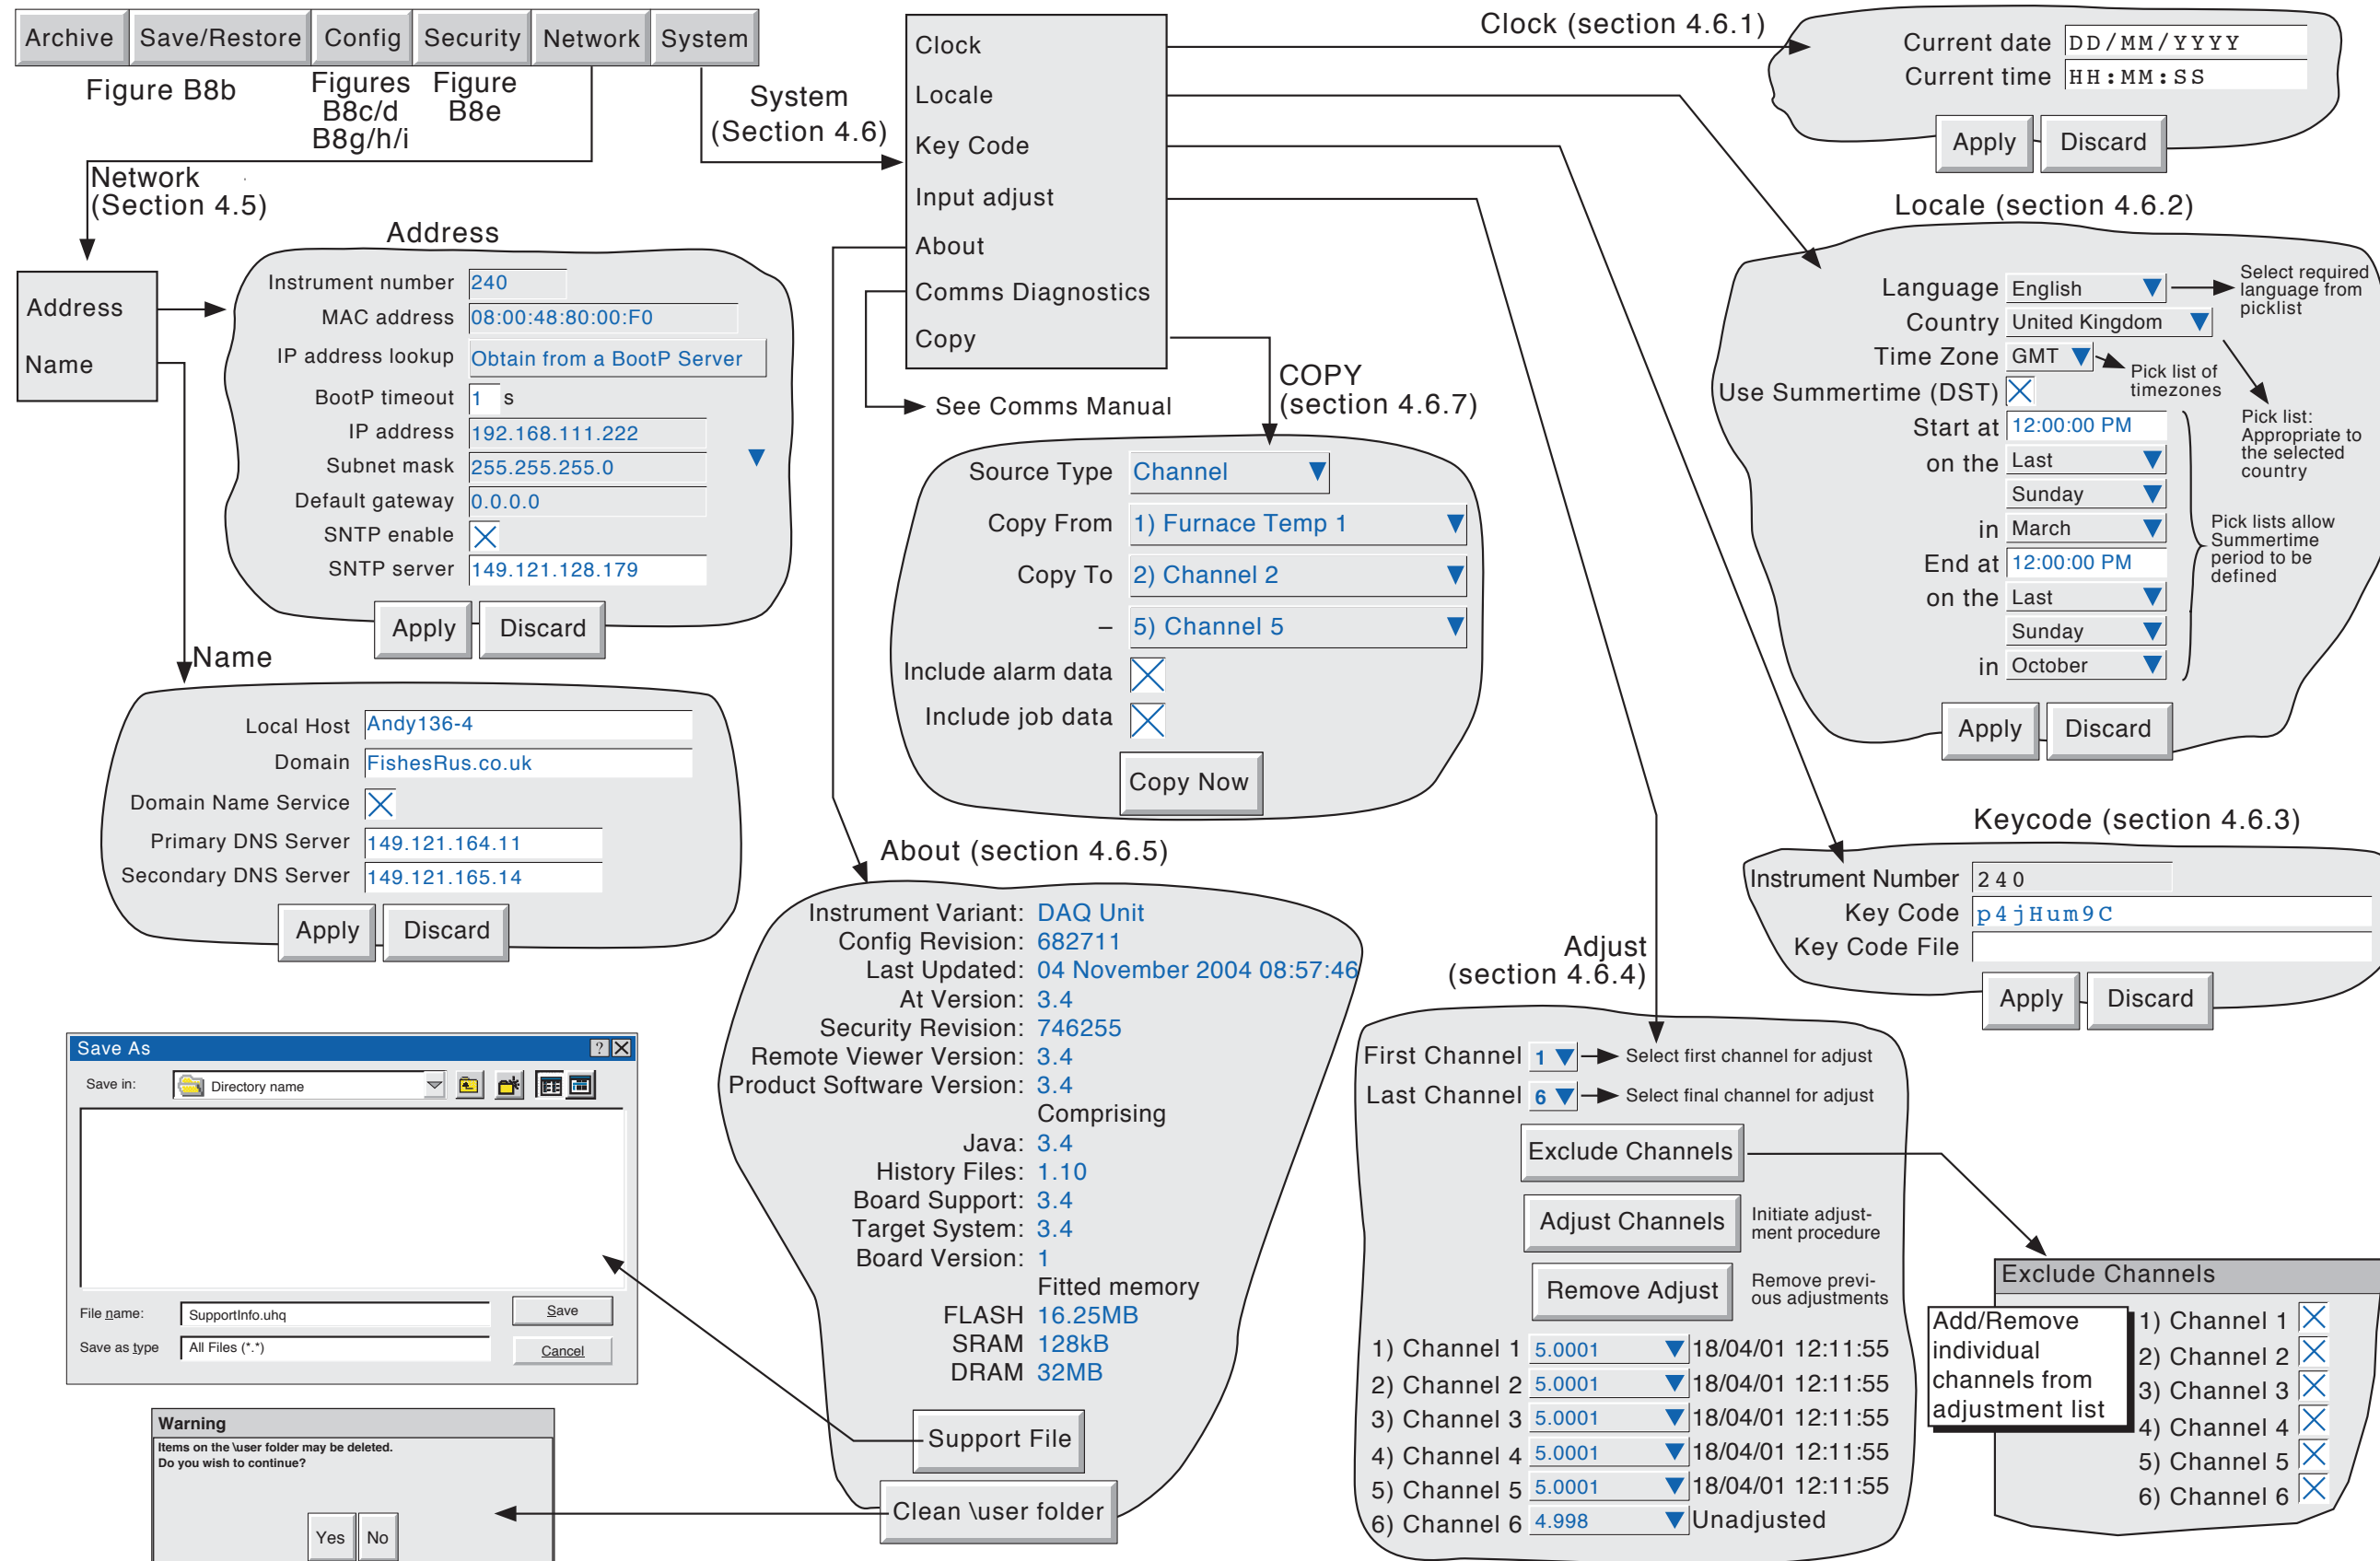 Archive Save/Restore Config Security Network System
Figure B8b
Figures
B8c/d
B8g/h/i
Figure
B8e
System
(Section 4.6)
Network
(Section 4.5)
Address
Name
Address
Instrument number 240
MAC address 08:00:48:80:00:F0
IP address lookup Obtain from a BootP Server
BootP timeout 1 s
IP address 192.168.111.222
Subnet mask 255.255.255.0
Default gateway 0.0.0.0
SNTP enable
SNTP server 149.121.128.179
Apply Discard
Name
Local Host Andy136-4
Domain FishesRus.co.uk
Domain Name Service
Primary DNS Server 149.121.164.11
Secondary DNS Server 149.121.165.14
Apply Discard
Clock
Locale
Key Code
Input adjust
About
Comms Diagnostics
Copy
See Comms Manual
COPY
(section 4.6.7)
Source Type Channel
Copy From 1) Furnace Temp 1
Copy To 2) Channel 2
– 5) Channel 5
Include alarm data
Include job data
Copy Now
Clock (section 4.6.1)
Current date DD/MM/YYYY
Current time HH:MM:SS
Apply Discard
Locale (section 4.6.2)
Language English
Select required
language from
picklist
Country United Kingdom
Time Zone GMT
Pick list of
timezones
Use Summertime (DST)
Pick list:
Appropriate to
the selected
country
Start at 12:00:00 PM
on the Last
Sunday
in March
End at 12:00:00 PM
on the Last
Sunday
in October
Pick lists allow
Summertime
period to be
defined
Apply Discard
Keycode (section 4.6.3)
Instrument Number 240
Key Code p4jHum9C
Key Code File
Apply Discard
About (section 4.6.5)
Instrument Variant: DAQ Unit
Config Revision: 682711
Last Updated: 04 November 2004 08:57:46
At Version: 3.4
Security Revision: 746255
Remote Viewer Version: 3.4
Product Software Version: 3.4
Comprising
Java: 3.4
History Files: 1.10
Board Support: 3.4
Target System: 3.4
Board Version: 1
Fitted memory
FLASH 16.25MB
SRAM 128kB
DRAM 32MB
Support File
Clean \user folder
Save As
Save in: Directory name
File name: SupportInfo.uhq
Save
Save as type All Files (*.*)
Cancel
Warning
Items on the \user folder may be deleted.
Do you wish to continue?
Yes No
Adjust
(section 4.6.4)
First Channel 1 Select first channel for adjust
Last Channel 6 Select final channel for adjust
Exclude Channels
Adjust Channels
Initiate adjust-
ment procedure
Remove Adjust
Remove previ-
ous adjustments
1) Channel 1 5.0001 18/04/01 12:11:55
2) Channel 2 5.0001 18/04/01 12:11:55
3) Channel 3 5.0001 18/04/01 12:11:55
4) Channel 4 5.0001 18/04/01 12:11:55
5) Channel 5 5.0001 18/04/01 12:11:55
6) Channel 6 4.998 Unadjusted
Exclude Channels
Add/Remove
individual
channels from
adjustment list
1) Channel 1
2) Channel 2
3) Channel 3
4) Channel 4
5) Channel 5
6) Channel 6